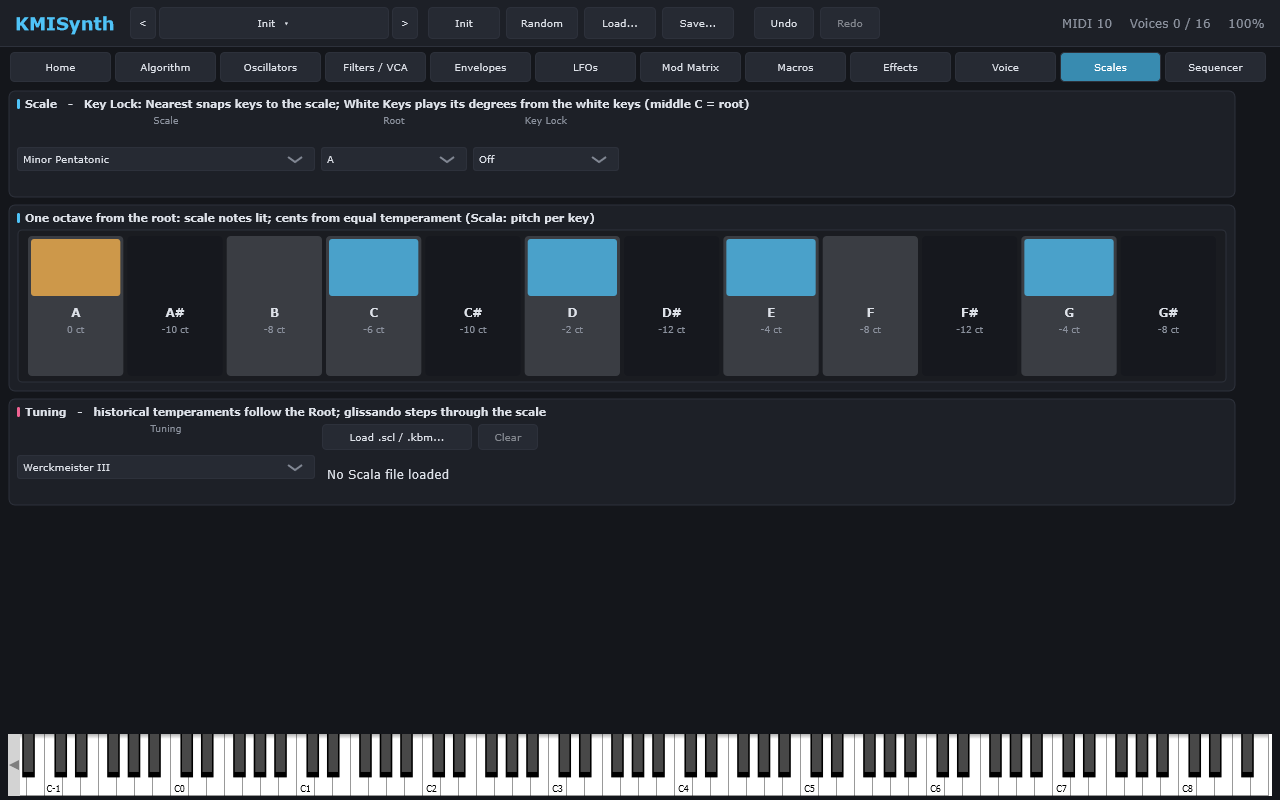 KMISynth < Init > Init Random Load... Save... Undo Redo MIDI 10 Voices 0 / 16 100%
Home Algorithm Oscillators Filters / VCA Envelopes LFOs Mod Matrix Macros Effects Voice Scales Sequencer
Scale - Key Lock: Nearest snaps keys to the scale; White Keys plays its degrees from the white keys (middle C = root)
Scale Root Key Lock
Minor Pentatonic A Off
One octave from the root: scale notes lit; cents from equal temperament (Scala: pitch per key)
A A# B C C# D D# E F F# G G#
0 ct -10 ct -8 ct -6 ct -10 ct -2 ct -12 ct -4 ct -8 ct -12 ct -4 ct -8 ct
Tuning - historical temperaments follow the Root; glissando steps through the scale
Tuning Load .scl / .kbm... Clear
Werckmeister III No Scala file loaded
C-1 C0 C1 C2 C3 C4 C5 C6 C7 C8